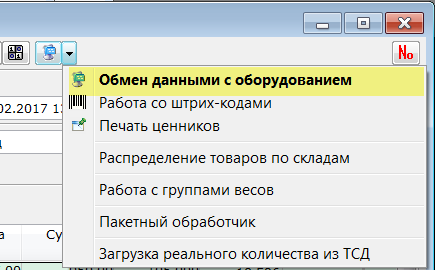 No
Обмен данными с оборудованием
Работа со штрих-кодами
.02.2017 1
Печать ценников
Распределение товаров по складам
Работа с группами весов
Пакетный обработчик
Су
Загрузка реального количества из ТСД